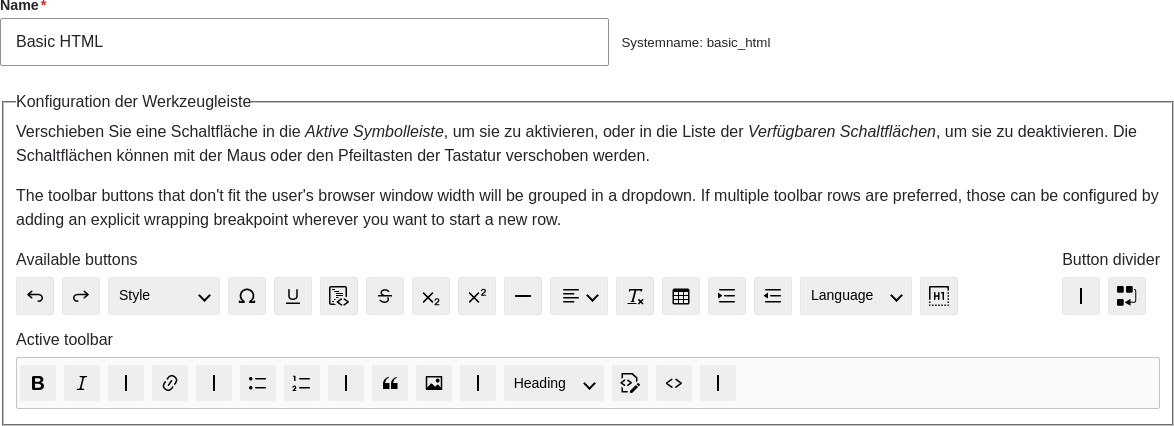 Name*
Basic HTML
Systemname: basic_html
Konfiguration der Werkzeugleiste
Verschieben Sie eine Schaltfläche in die Aktive Symbolleiste, um sie zu aktivieren, oder in die Liste der Verfügbaren Schaltflächen, um sie zu deaktivieren. Die
Schaltflächen können mit der Maus oder den Pfeiltasten der Tastatur verschoben werden.
The toolbar buttons that don't fit the user's browser window width will be grouped in a dropdown. If multiple toolbar rows are preferred, those can be configured by
adding an explicit wrapping breakpoint wherever you want to start a new row.
Available buttons
Button divider
Style Ω U S x₂ x² Tx Language H1
Active toolbar
B I Heading